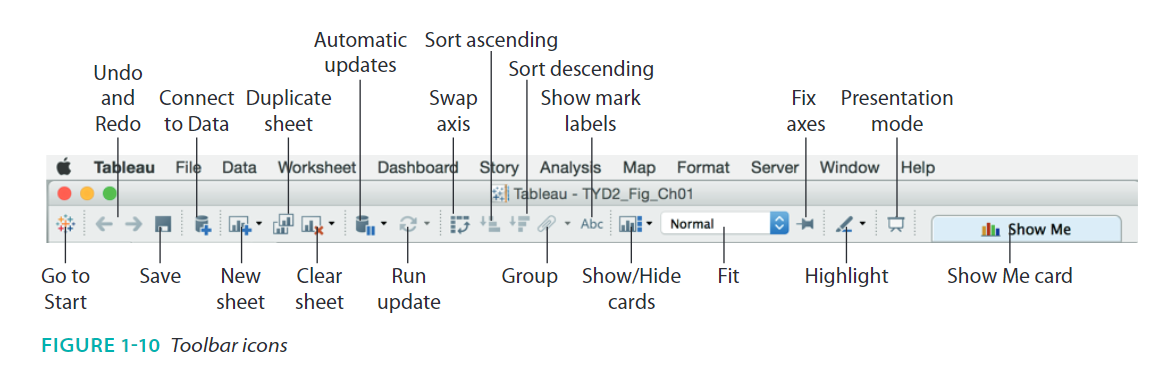 Automatic
updates
Sort ascending
Sort descending
Undo
and
Redo
Connect
to Data
Duplicate
sheet
Swap
axis
Show mark
labels
Fix
axes
Presentation
mode
Tableau File Data Worksheet Dashboard Story Analysis Map Format Server Window Help
Tableau - TYD2_Fig_Ch01
Abc Normal Show Me
Go to
Start
Save
New
sheet
Clear
sheet
Run
update
Group
Show/Hide
cards
Fit
Highlight
Show Me card
FIGURE 1-10 Toolbar icons